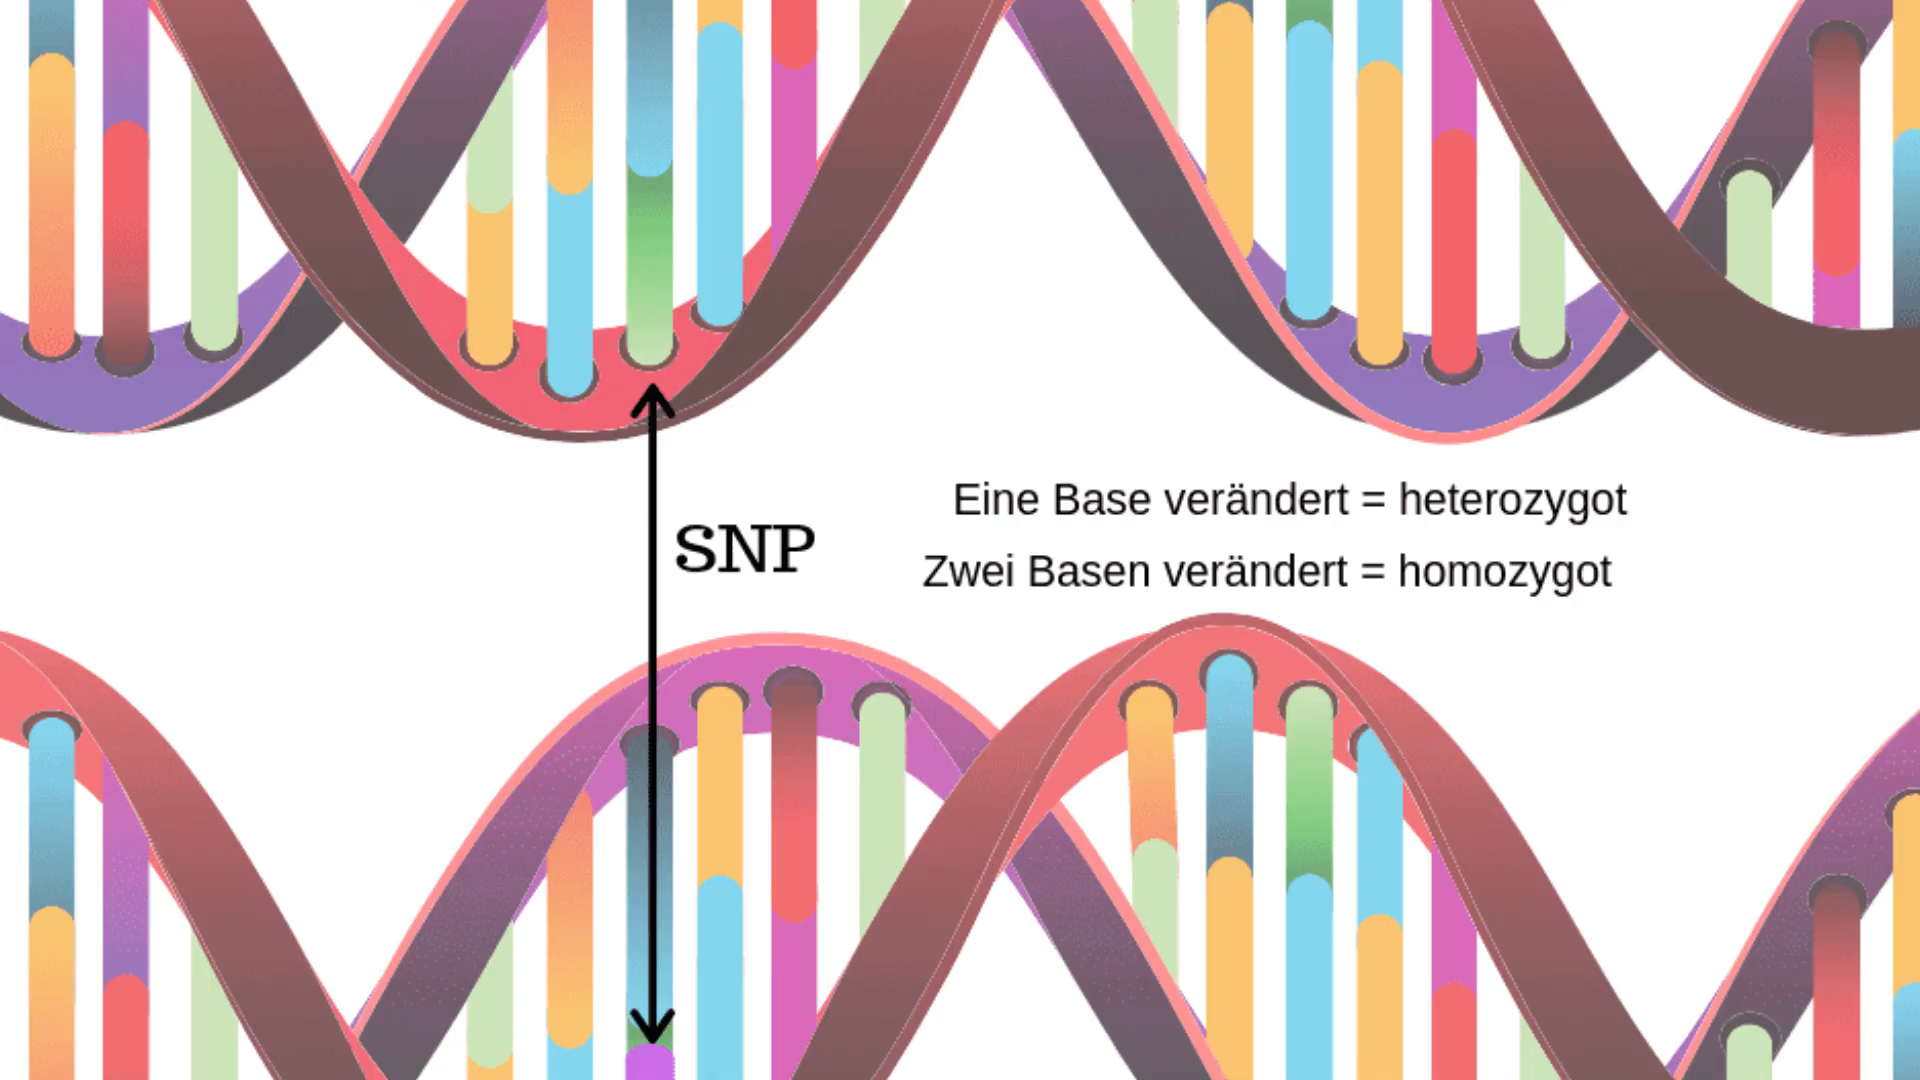 Eine Base verändert = heterozygot
SNP
Zwei Basen verändert = homozygot